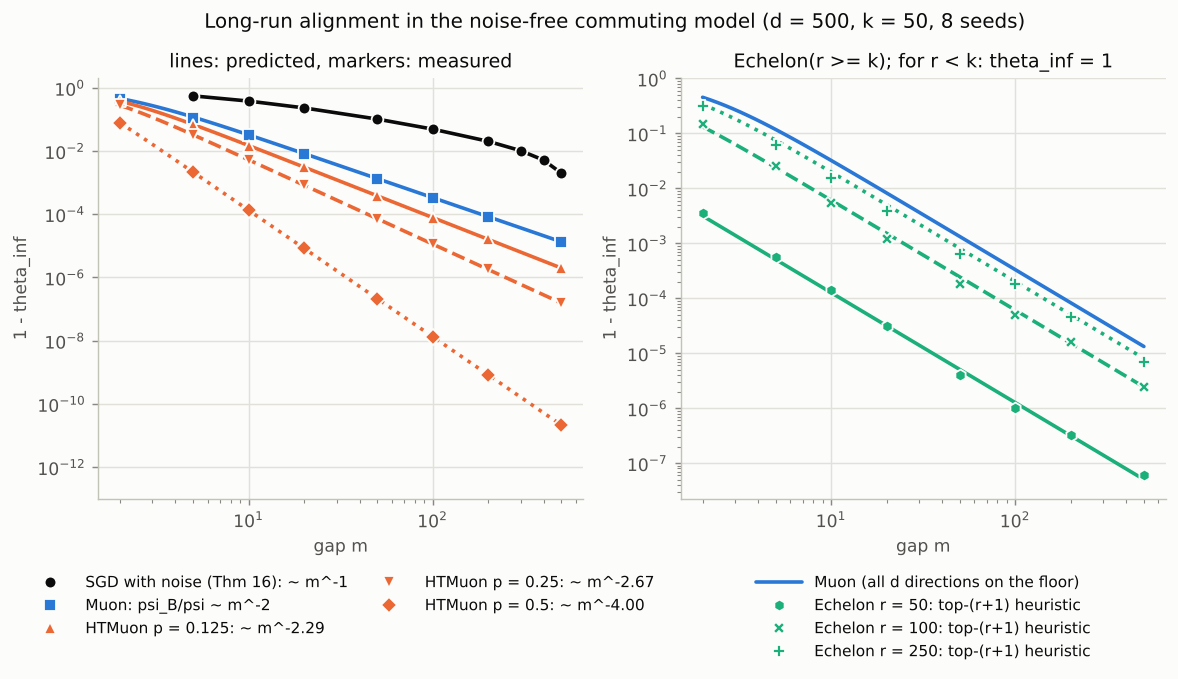 Long-run alignment in the noise-free commuting model (d = 500, k = 50, 8 seeds)
lines: predicted, markers: measured
1 - theta_inf
10^0
10^-2
10^-4
10^-6
10^-8
10^-10
10^-12
10^1
10^2
gap m
Echelon(r >= k); for r < k: theta_inf = 1
1 - theta_inf
10^0
10^-1
10^-2
10^-3
10^-4
10^-5
10^-6
10^-7
10^1
10^2
gap m
SGD with noise (Thm 16): ~ m^-1
Muon: psi_B/psi ~ m^-2
HTMuon p = 0.125: ~ m^-2.29
HTMuon p = 0.25: ~ m^-2.67
HTMuon p = 0.5: ~ m^-4.00
Muon (all d directions on the floor)
Echelon r = 50: top-(r+1) heuristic
Echelon r = 100: top-(r+1) heuristic
Echelon r = 250: top-(r+1) heuristic